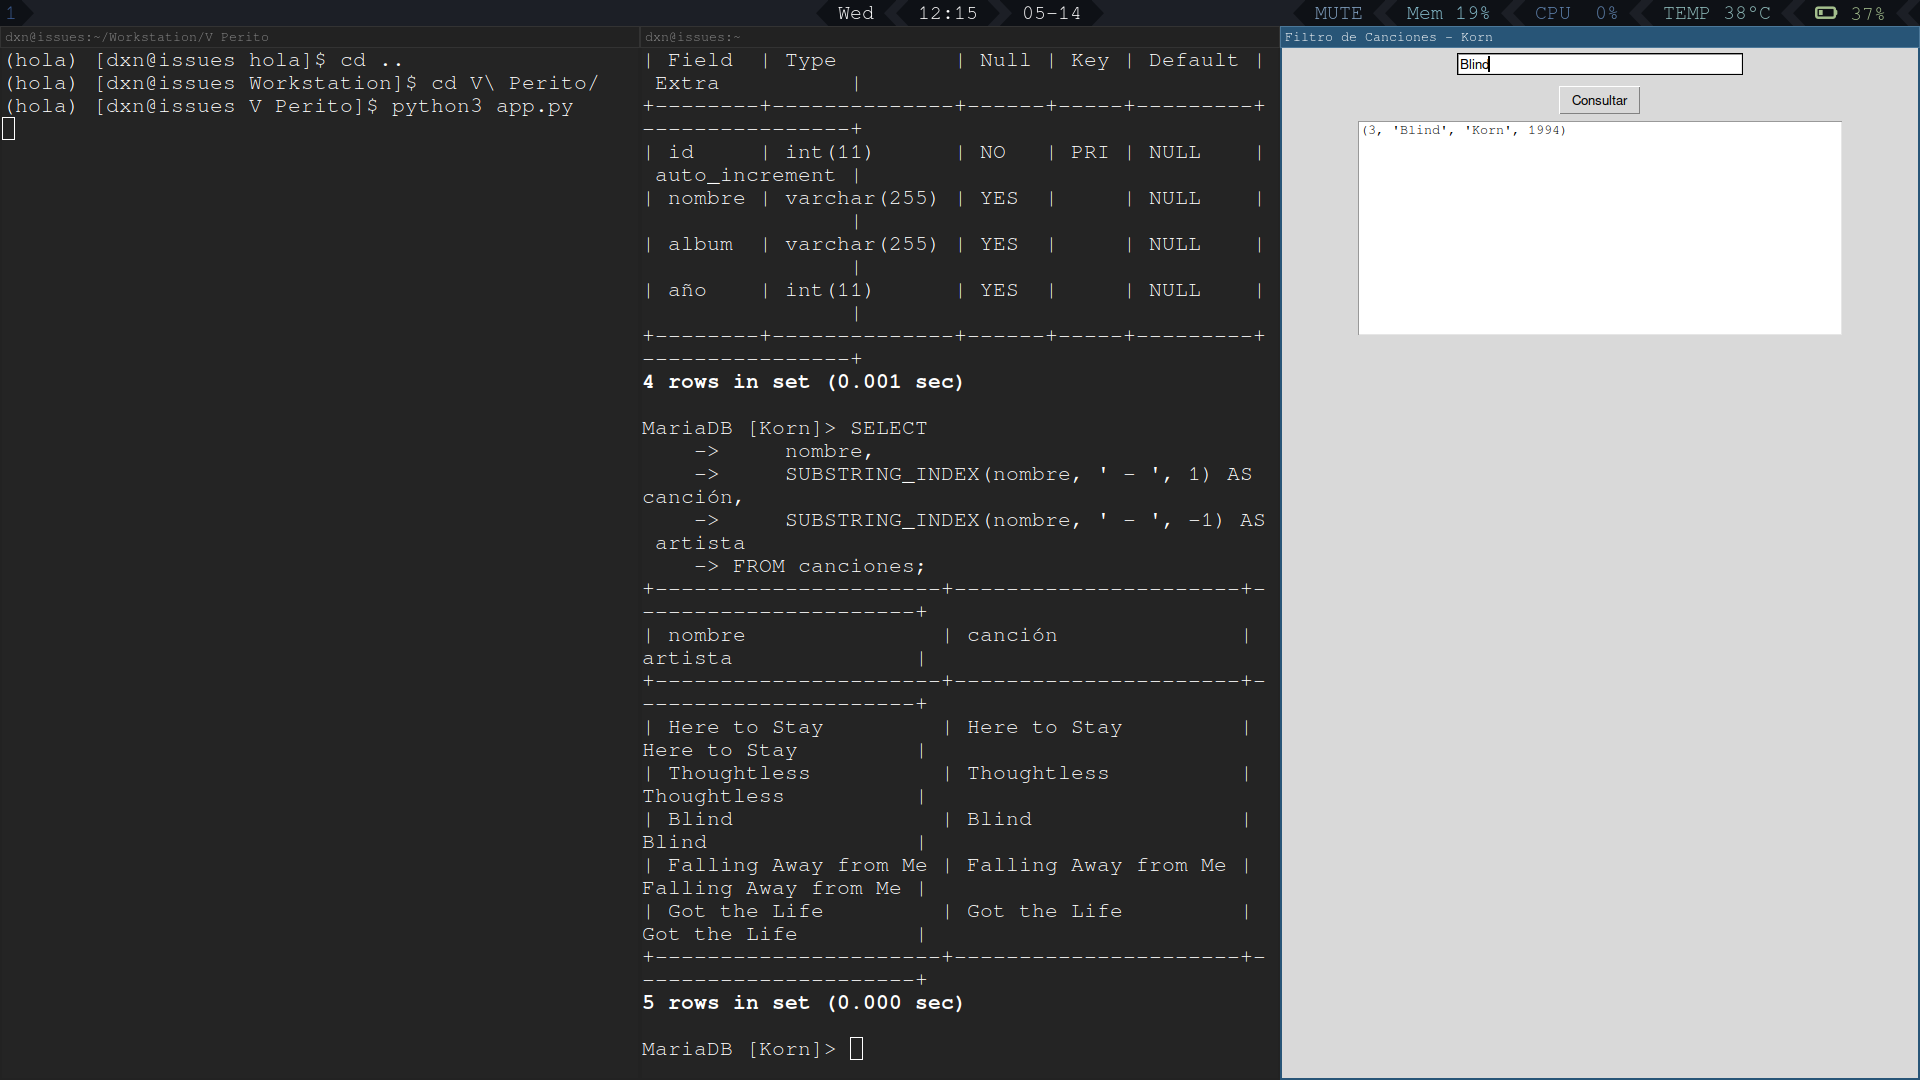 1
Wed 12:15 05-14
MUTE Mem 19% CPU 0% TEMP 38°C 37%
dxn@issues:~/Workstation/V Perito
(hola) [dxn@issues hola]$ cd ..
(hola) [dxn@issues Workstation]$ cd V\ Perito/
(hola) [dxn@issues V Perito]$ python3 app.py
dxn@issues:~
| Field  | Type         | Null | Key | Default |
 Extra          |
+--------+--------------+------+-----+---------+
----------------+
| id     | int(11)      | NO   | PRI | NULL    |
 auto_increment |
| nombre | varchar(255) | YES  |     | NULL    |
                |
| album  | varchar(255) | YES  |     | NULL    |
                |
| año    | int(11)      | YES  |     | NULL    |
                |
+--------+--------------+------+-----+---------+
----------------+
4 rows in set (0.001 sec)
MariaDB [Korn]> SELECT
    ->     nombre,
    ->     SUBSTRING_INDEX(nombre, ' - ', 1) AS
canción,
    ->     SUBSTRING_INDEX(nombre, ' - ', -1) AS
 artista
    -> FROM canciones;
+----------------------+----------------------+-
---------------------+
| nombre               | canción              |
artista              |
+----------------------+----------------------+-
---------------------+
| Here to Stay         | Here to Stay         |
Here to Stay         |
| Thoughtless          | Thoughtless          |
Thoughtless          |
| Blind                | Blind                |
Blind                |
| Falling Away from Me | Falling Away from Me |
Falling Away from Me |
| Got the Life         | Got the Life         |
Got the Life         |
+----------------------+----------------------+-
---------------------+
5 rows in set (0.000 sec)
MariaDB [Korn]>
Filtro de Canciones - Korn
Blind
Consultar
(3, 'Blind', 'Korn', 1994)